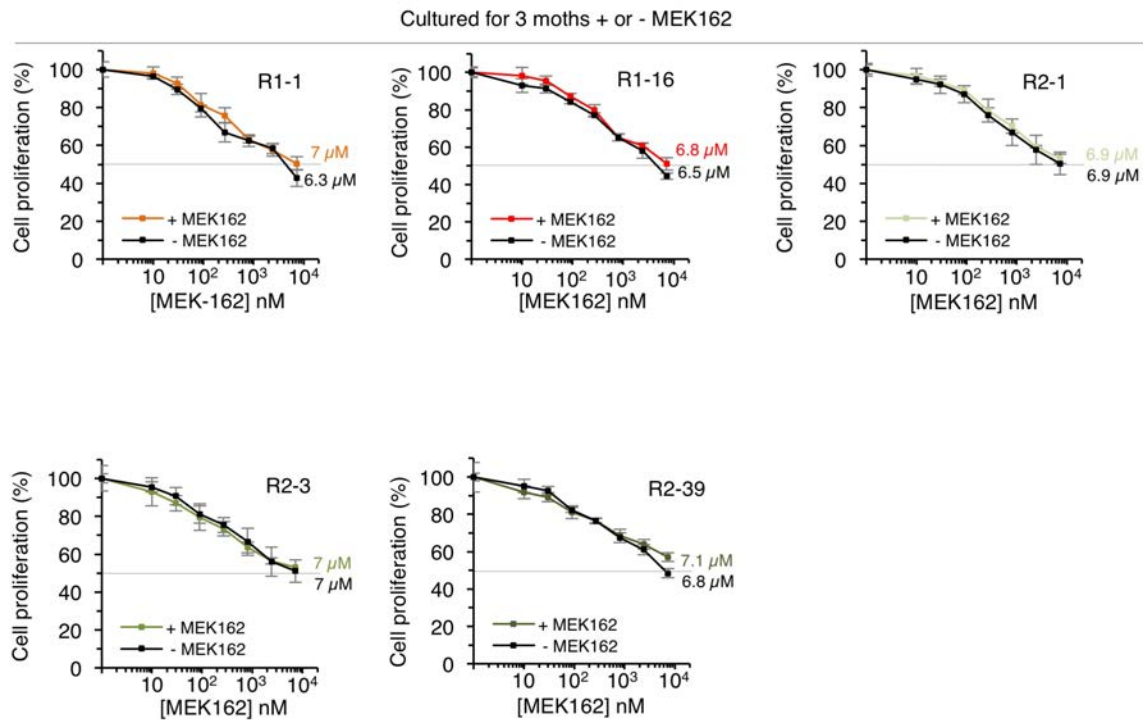 Cultured for 3 moths + or - MEK162
Cell proliferation (%)
100
80
60
40
20
0
R1-1
7 µM
6.3 µM
+ MEK162
- MEK162
10 10² 10³ 10⁴
[MEK-162] nM
Cell proliferation (%)
100
80
60
40
20
0
R1-16
6.8 µM
6.5 µM
+ MEK162
- MEK162
10 10² 10³ 10⁴
[MEK162] nM
Cell proliferation (%)
100
80
60
40
20
0
R2-1
6.9 µM
6.9 µM
+ MEK162
- MEK162
10 10² 10³ 10⁴
[MEK162] nM
Cell proliferation (%)
100
80
60
40
20
0
R2-3
7 µM
7 µM
+ MEK162
- MEK162
10 10² 10³ 10⁴
[MEK162] nM
Cell proliferation (%)
100
80
60
40
20
0
R2-39
7.1 µM
6.8 µM
+ MEK162
- MEK162
10 10² 10³ 10⁴
[MEK162] nM